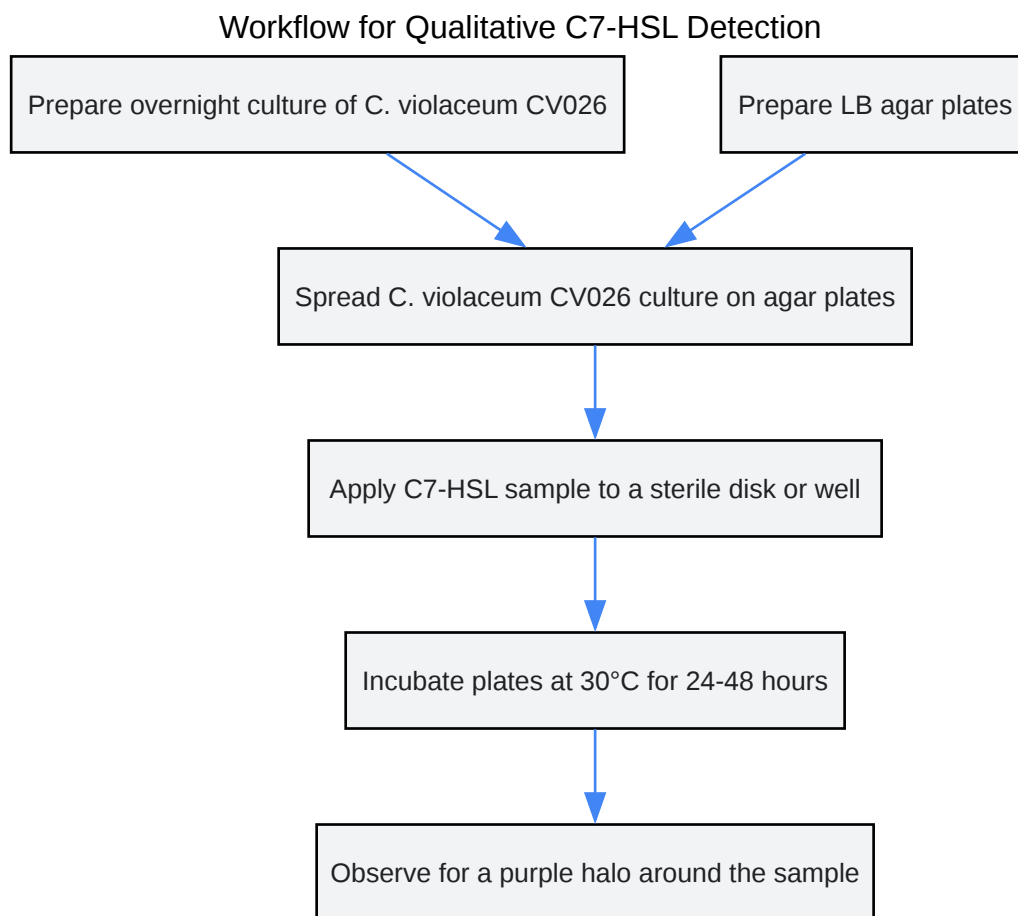 Workflow for Qualitative C7-HSL Detection
Prepare overnight culture of C. violaceum CV026
Prepare LB agar plates
Spread C. violaceum CV026 culture on agar plates
Apply C7-HSL sample to a sterile disk or well
Incubate plates at 30°C for 24-48 hours
Observe for a purple halo around the sample